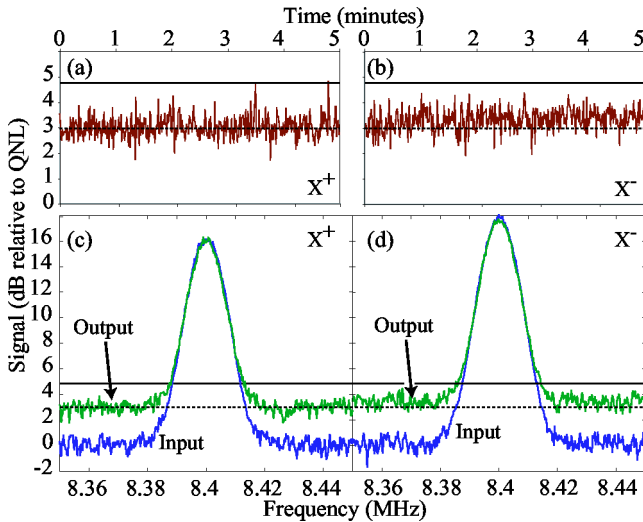 Time (minutes)
0 1 2 3 4 5 0 1 2 3 4 5
(a) (b)
5
4
3
2
1
0
X+ X-
Signal (dB relative to QNL)
(c) X+ (d) X-
16
14
12
10
8
6
4
2
0
-2
Output Output
Input Input
8.36 8.38 8.4 8.42 8.44 8.36 8.38 8.4 8.42 8.44
Frequency (MHz)